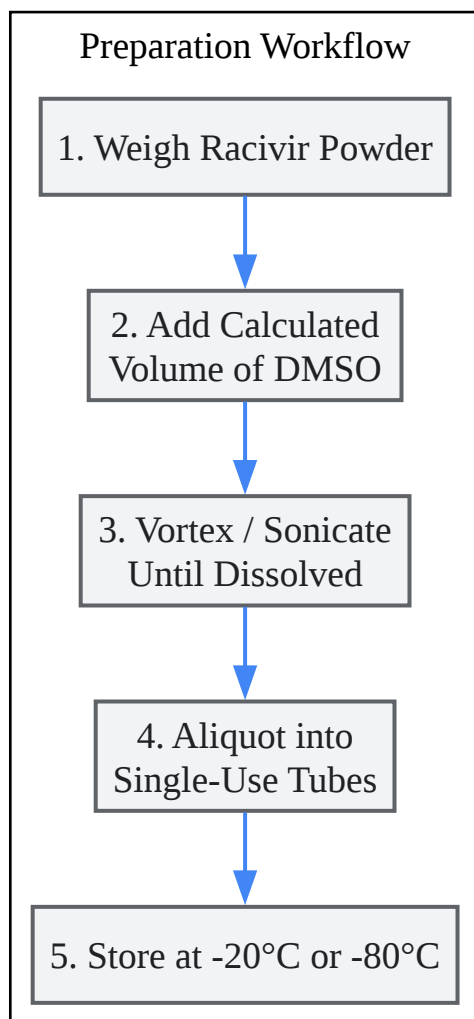 Preparation Workflow
1. Weigh Racivir Powder
2. Add Calculated
Volume of DMSO
3. Vortex / Sonicate
Until Dissolved
4. Aliquot into
Single-Use Tubes
5. Store at -20°C or -80°C